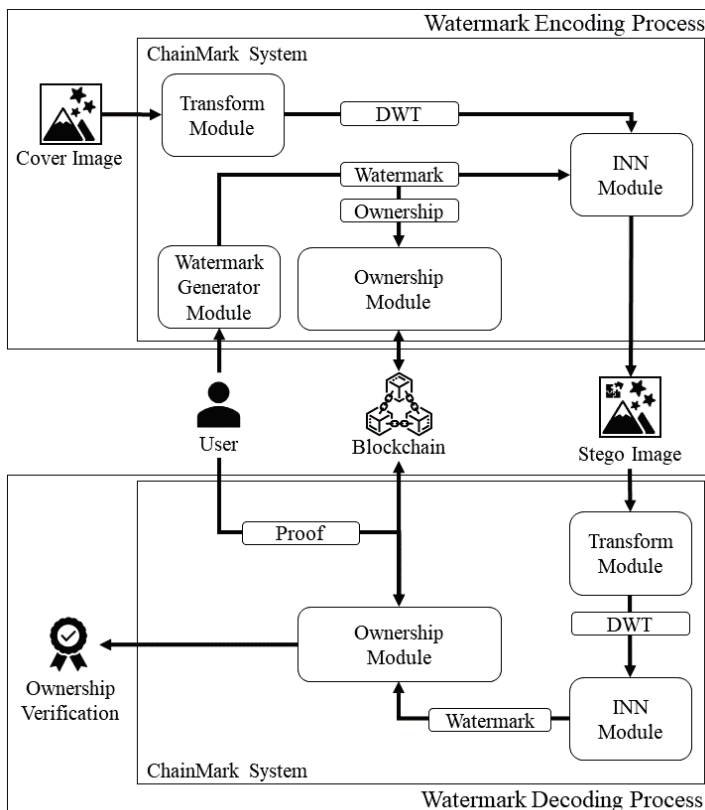 Watermark Encoding Process
ChainMark System
Transform
Module
DWT
Cover Image
INN
Module
Watermark
Ownership
Watermark
Generator
Module
Ownership
Module
User
Blockchain
Stego Image
Proof
Transform
Module
DWT
Ownership
Module
Ownership
Verification
INN
Module
Watermark
ChainMark System
Watermark Decoding Process